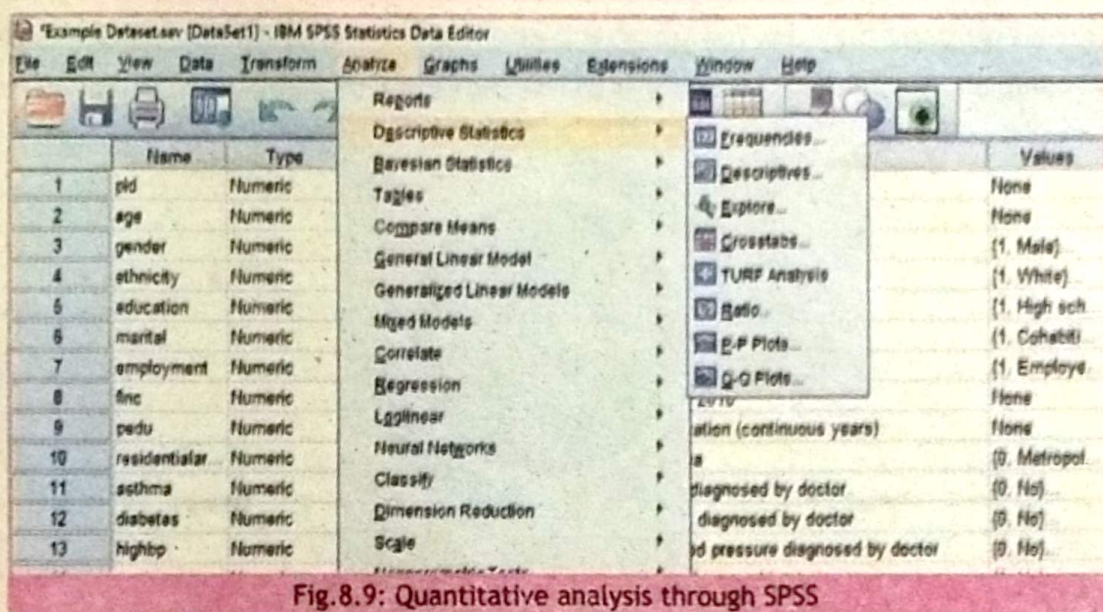 *Example Dataset.sav [DataSet1] - IBM SPSS Statistics Data Editor
File Edit View Data Transform Analyze Graphs Utilities Extensions Window Help
Reports
Descriptive Statistics
Bayesian Statistics
Tables
Compare Means
General Linear Model
Generalized Linear Models
Mixed Models
Correlate
Regression
Loglinear
Neural Networks
Classify
Dimension Reduction
Scale
Nonparametric Tests
Frequencies...
Descriptives...
Explore...
Crosstabs...
TURF Analysis
Ratio...
P-P Plots...
Q-Q Plots...
Name Type Values
1 pid Numeric None
2 age Numeric None
3 gender Numeric {1, Male}...
4 ethnicity Numeric {1, White}...
5 education Numeric {1, High sch...
6 marital Numeric {1, Cohabiti...
7 employment Numeric {1, Employe...
8 finc Numeric 2010 None
9 pedu Numeric ation (continuous years) None
10 residentialar... Numeric a {0, Metropol...
11 asthma Numeric diagnosed by doctor {0, No}...
12 diabetes Numeric diagnosed by doctor {0, No}...
13 highbp Numeric d pressure diagnosed by doctor {0, No}...
Fig.8.9: Quantitative analysis through SPSS